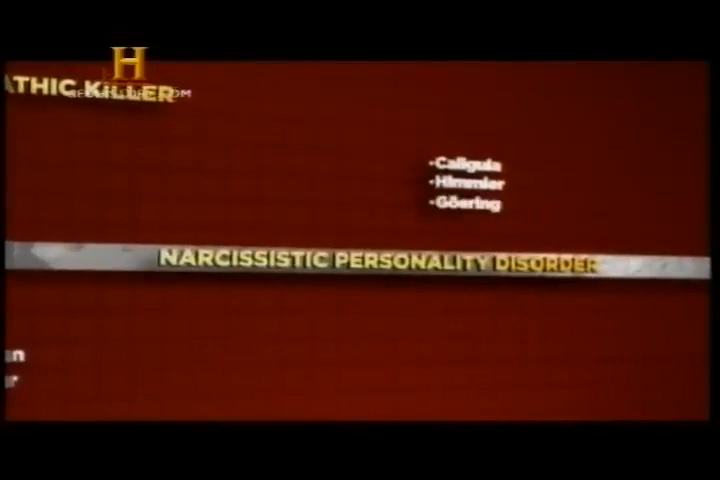 H
ATHIC KILLER
·Caligula
·Himmler
·Göering
NARCISSISTIC PERSONALITY DISORDER